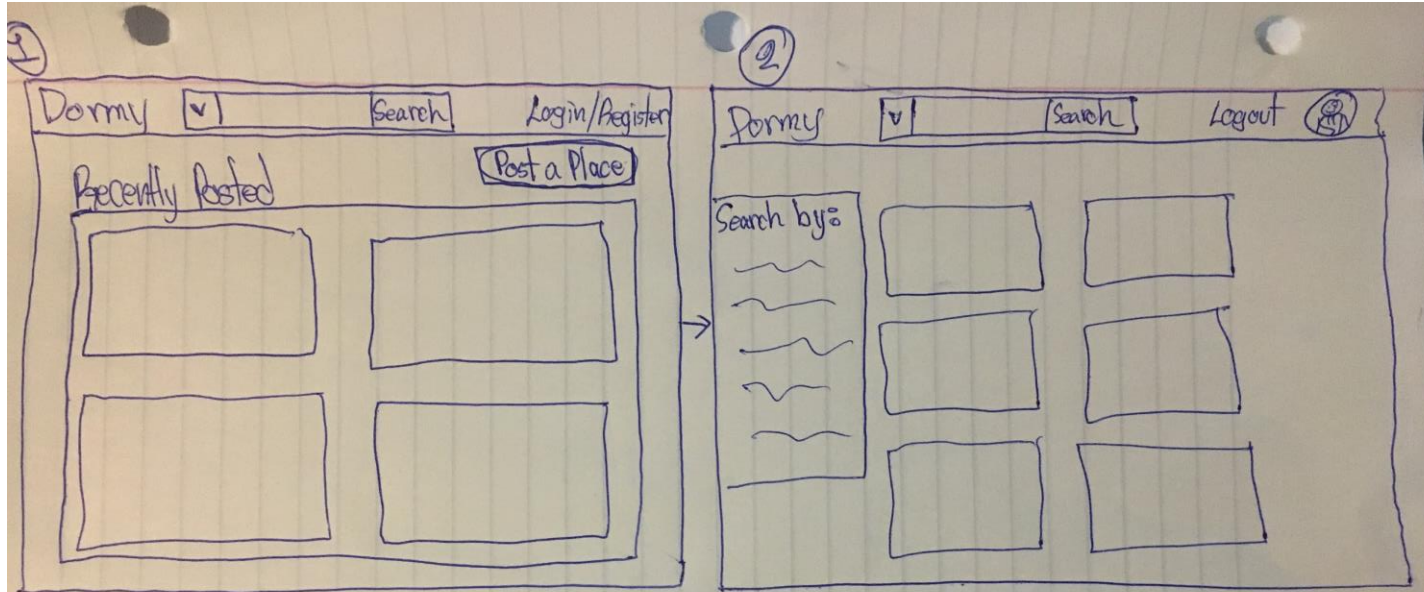 1
Dormy v Search Login/Register
Post a Place
Recently Posted
2
Dormy v Search Logout
Search by: